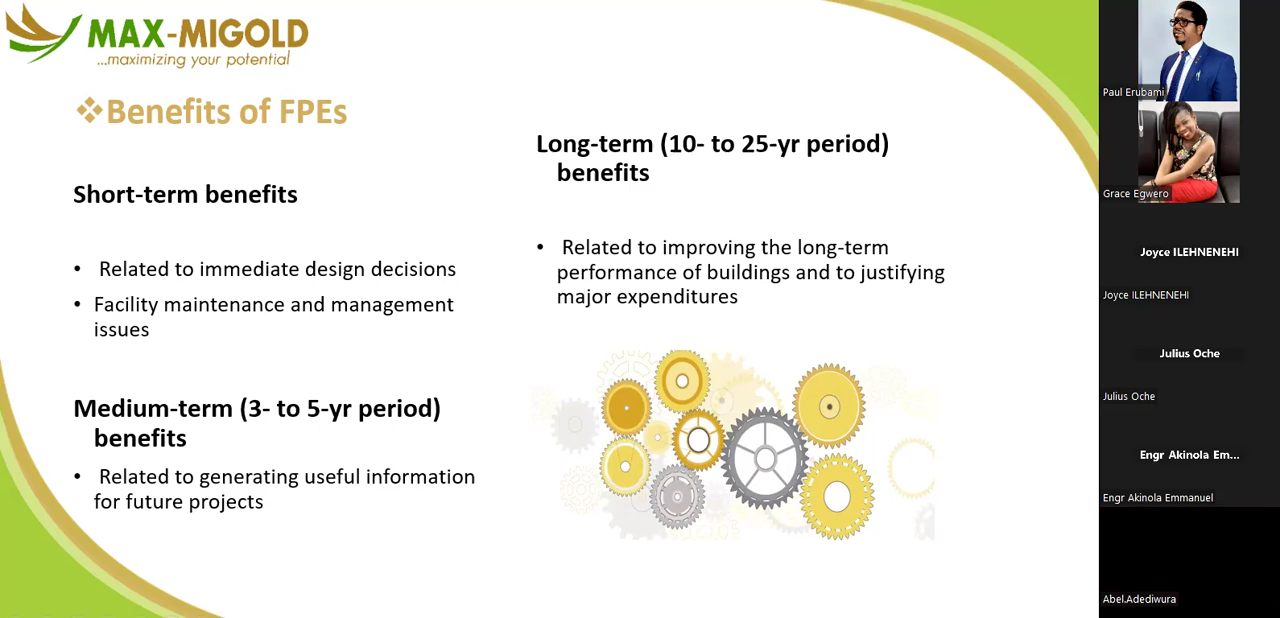 MAX-MIGOLD
...maximizing your potential
❖Benefits of FPEs
Short-term benefits
• Related to immediate design decisions
• Facility maintenance and management
issues
Medium-term (3- to 5-yr period)
benefits
• Related to generating useful information
for future projects
Long-term (10- to 25-yr period)
benefits
• Related to improving the long-term
performance of buildings and to justifying
major expenditures
Paul Erubami
Grace Egwero
Joyce ILEHNENEHI
Joyce ILEHNENEHI
Julius Oche
Julius Oche
Engr Akinola Em...
Engr Akinola Emmanuel
Abel.Adediwura